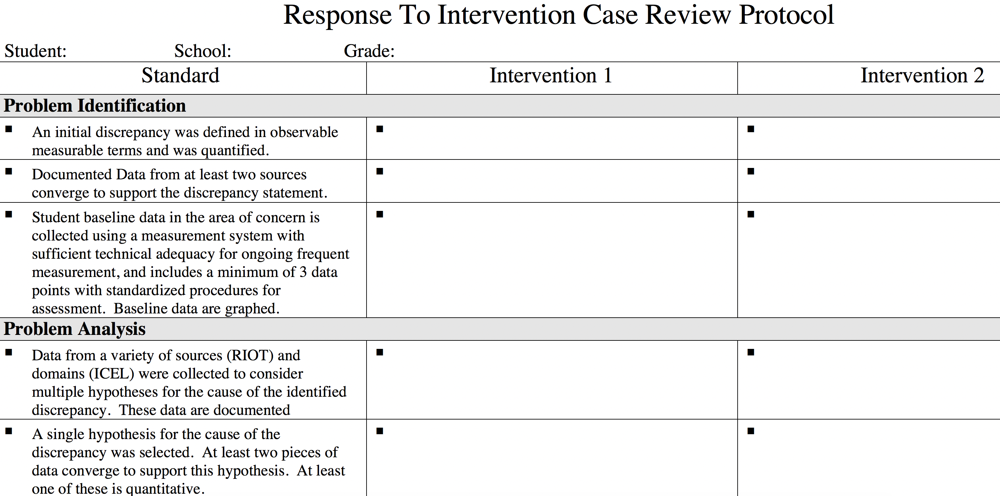 Response To Intervention Case Review Protocol
Student: School: Grade:
Standard Intervention 1 Intervention 2
Problem Identification
■ An initial discrepancy was defined in observable ■ ■
measurable terms and was quantified.
■ Documented Data from at least two sources ■ ■
converge to support the discrepancy statement.
■ Student baseline data in the area of concern is ■ ■
collected using a measurement system with
sufficient technical adequacy for ongoing frequent
measurement, and includes a minimum of 3 data
points with standardized procedures for
assessment.  Baseline data are graphed.
Problem Analysis
■ Data from a variety of sources (RIOT) and ■ ■
domains (ICEL) were collected to consider
multiple hypotheses for the cause of the identified
discrepancy.  These data are documented
■ A single hypothesis for the cause of the ■ ■
discrepancy was selected.  At least two pieces of
data converge to support this hypothesis.  At least
one of these is quantitative.